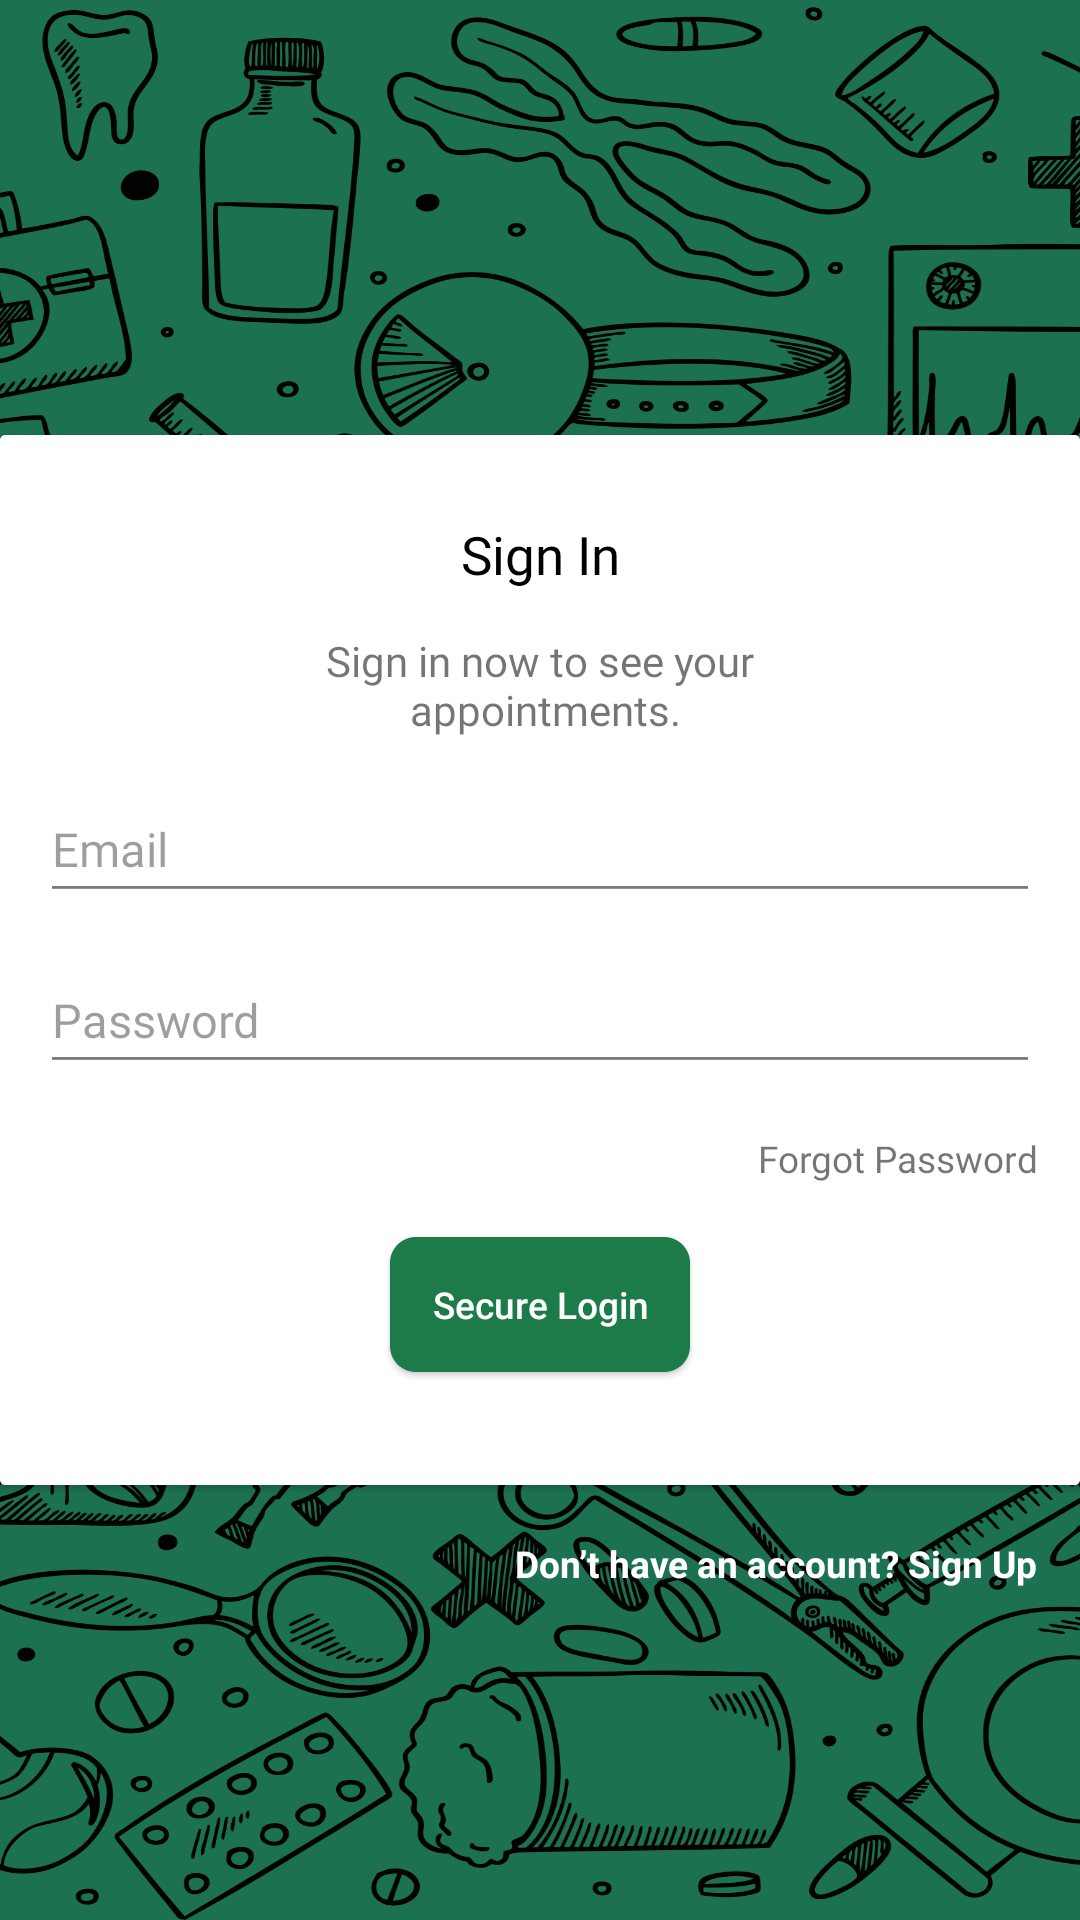 Sign In
Sign in now to see your
appointments.
Email
Password
Forgot Password
Secure Login
Don't have an account? Sign Up